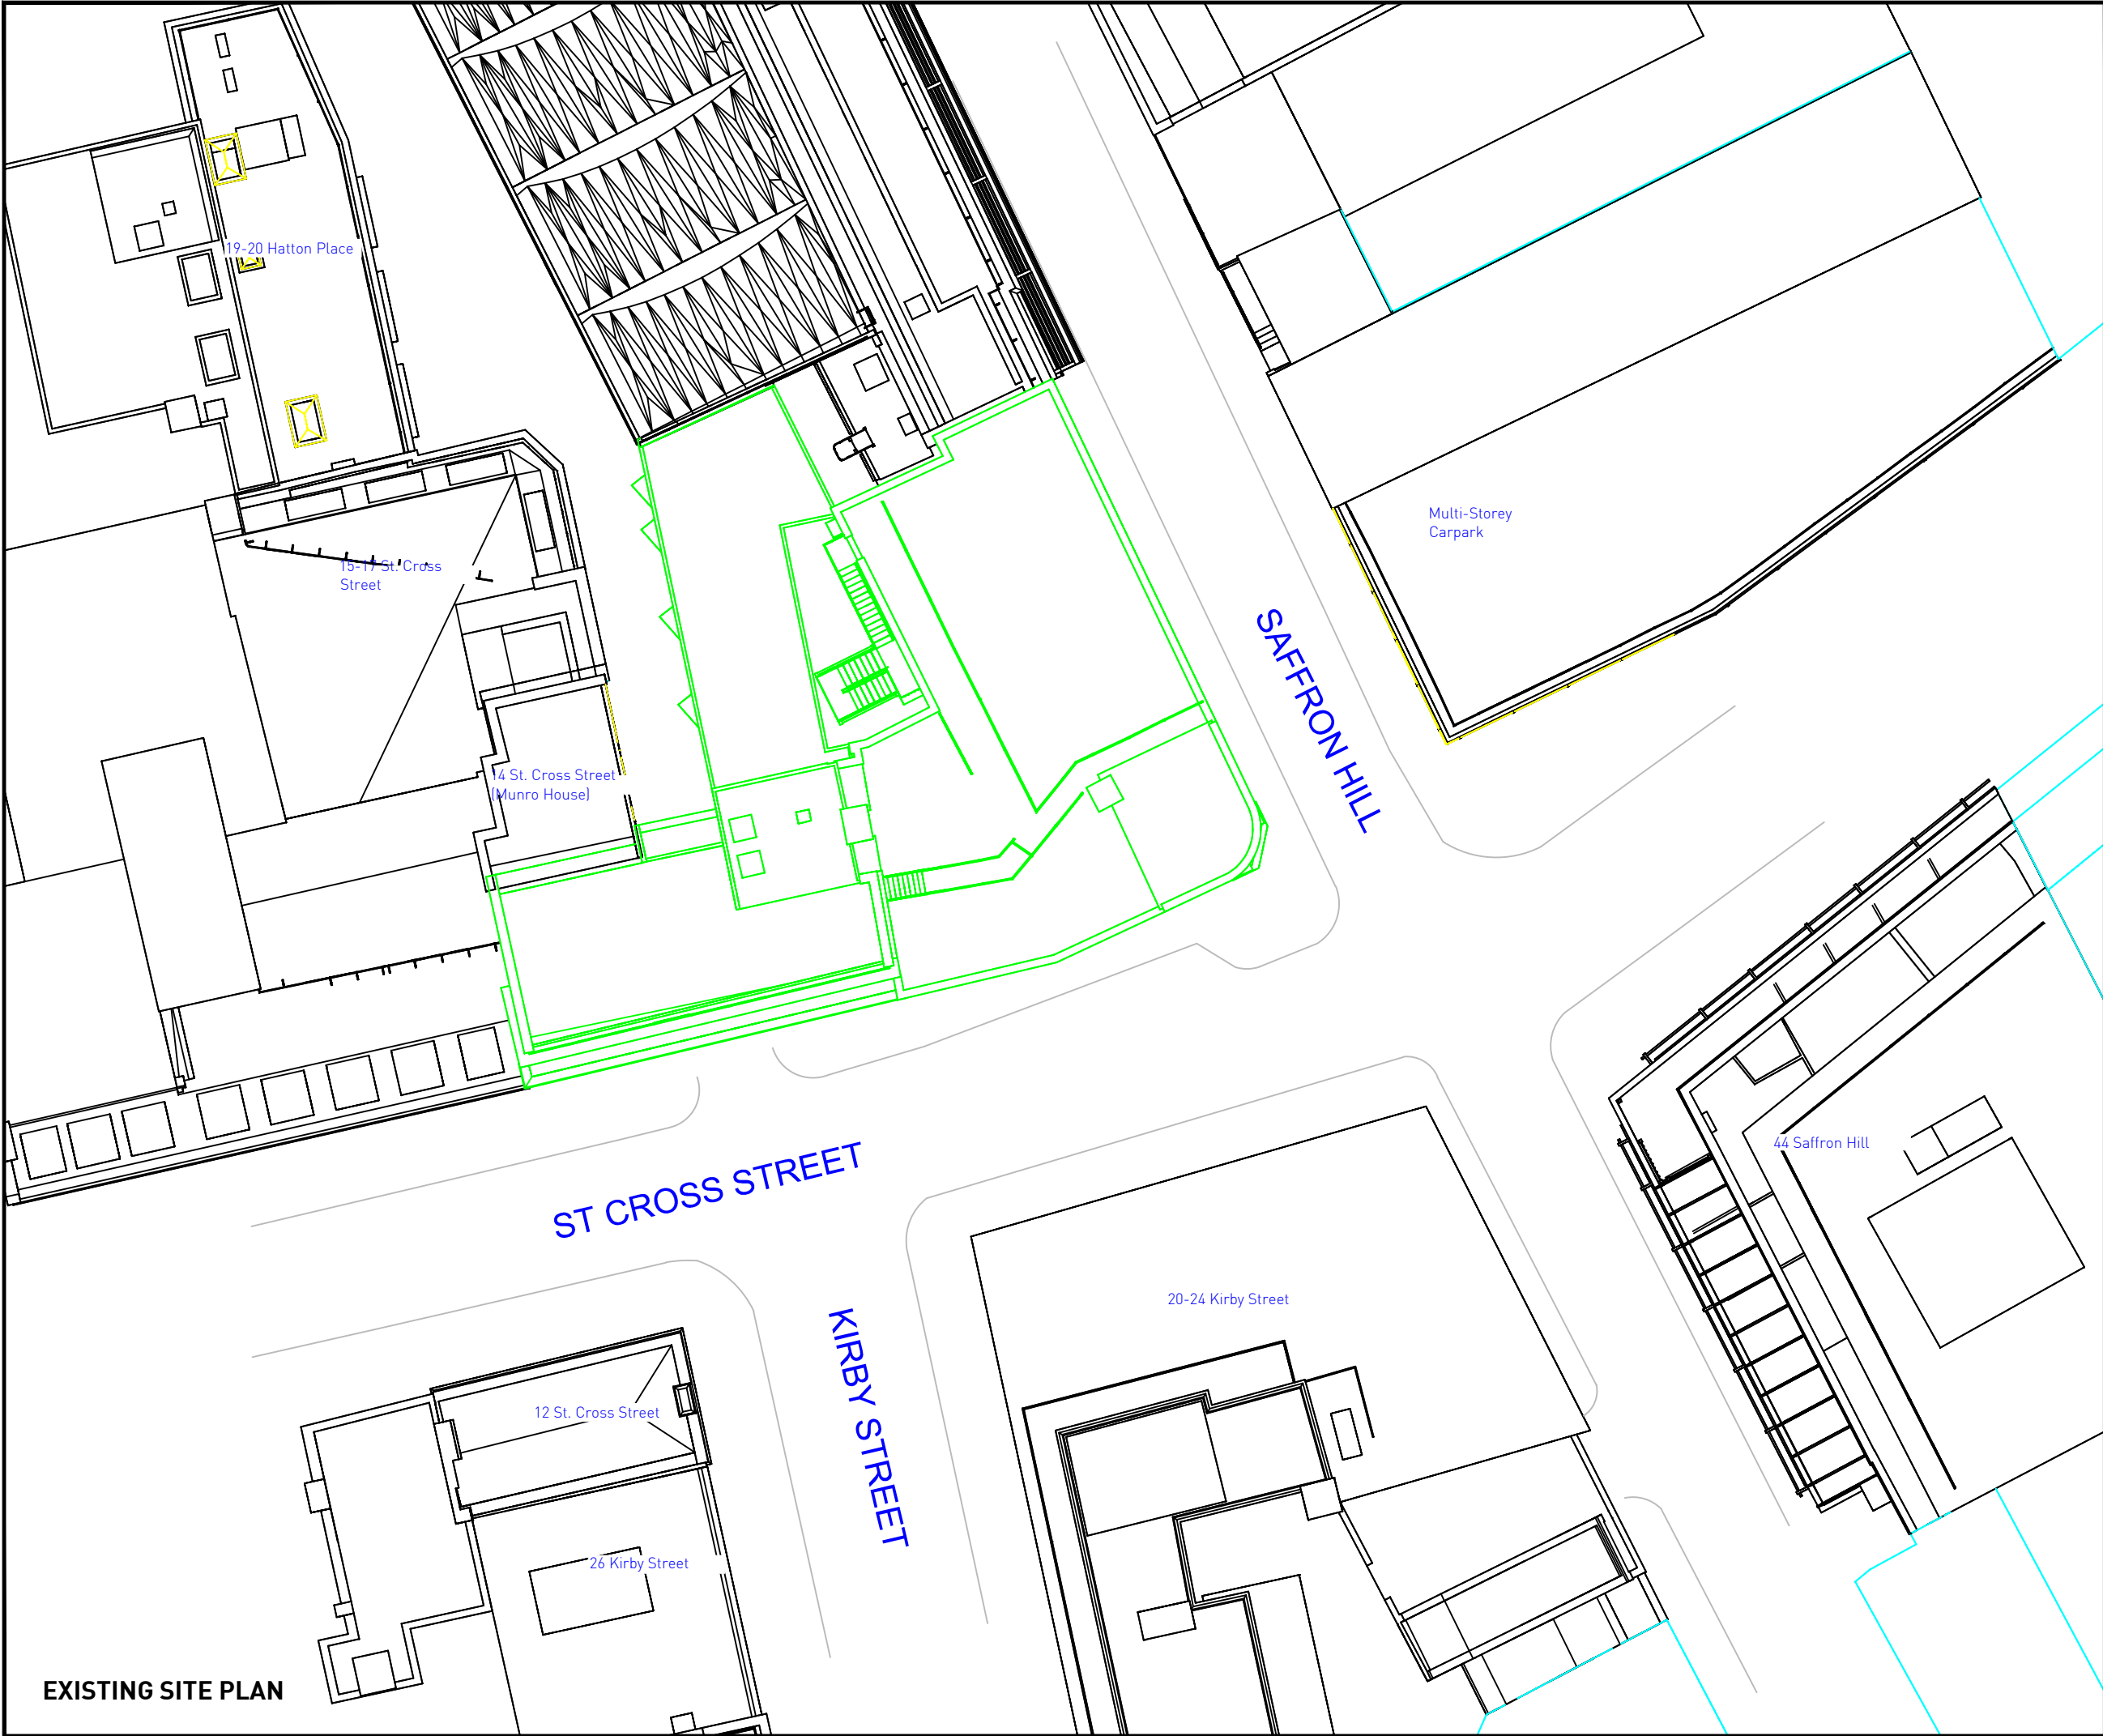 19-20 Hatton Place
Multi-Storey
Carpark
15-17 St. Cross
Street
SAFFRON HILL
14 St. Cross Street
(Munro House)
44 Saffron Hill
ST CROSS STREET
20-24 Kirby Street
KIRBY STREET
12 St. Cross Street
26 Kirby Street
EXISTING SITE PLAN